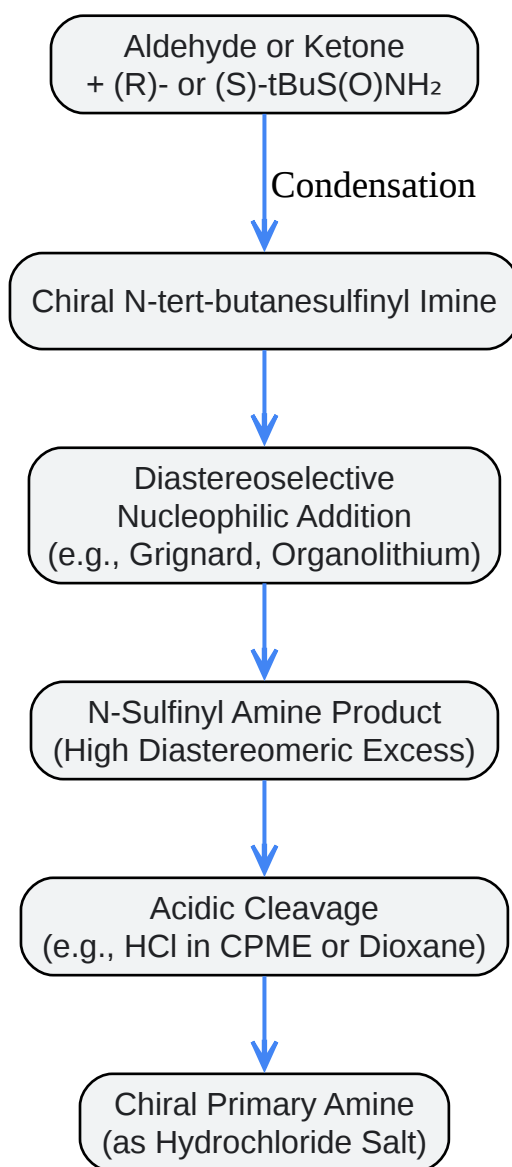 Aldehyde or Ketone
+ (R)- or (S)-tBuS(O)NH₂
Condensation
Chiral N-tert-butanesulfinyl Imine
Diastereoselective
Nucleophilic Addition
(e.g., Grignard, Organolithium)
N-Sulfinyl Amine Product
(High Diastereomeric Excess)
Acidic Cleavage
(e.g., HCl in CPME or Dioxane)
Chiral Primary Amine
(as Hydrochloride Salt)